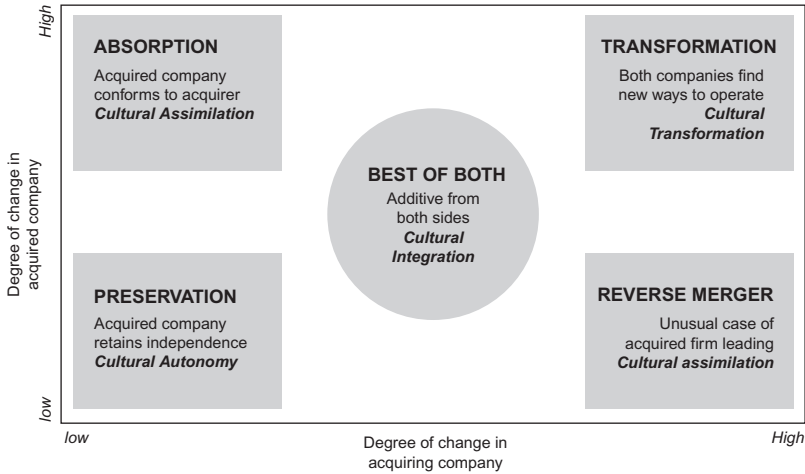 High
ABSORPTION
Acquired company
conforms to acquirer
Cultural Assimilation
TRANSFORMATION
Both companies find
new ways to operate
Cultural
Transformation
BEST OF BOTH
Additive from
both sides
Cultural
Integration
Degree of change in
acquired company
PRESERVATION
Acquired company
retains independence
Cultural Autonomy
REVERSE MERGER
Unusual case of
acquired firm leading
Cultural assimilation
low
low
Degree of change in
acquiring company
High